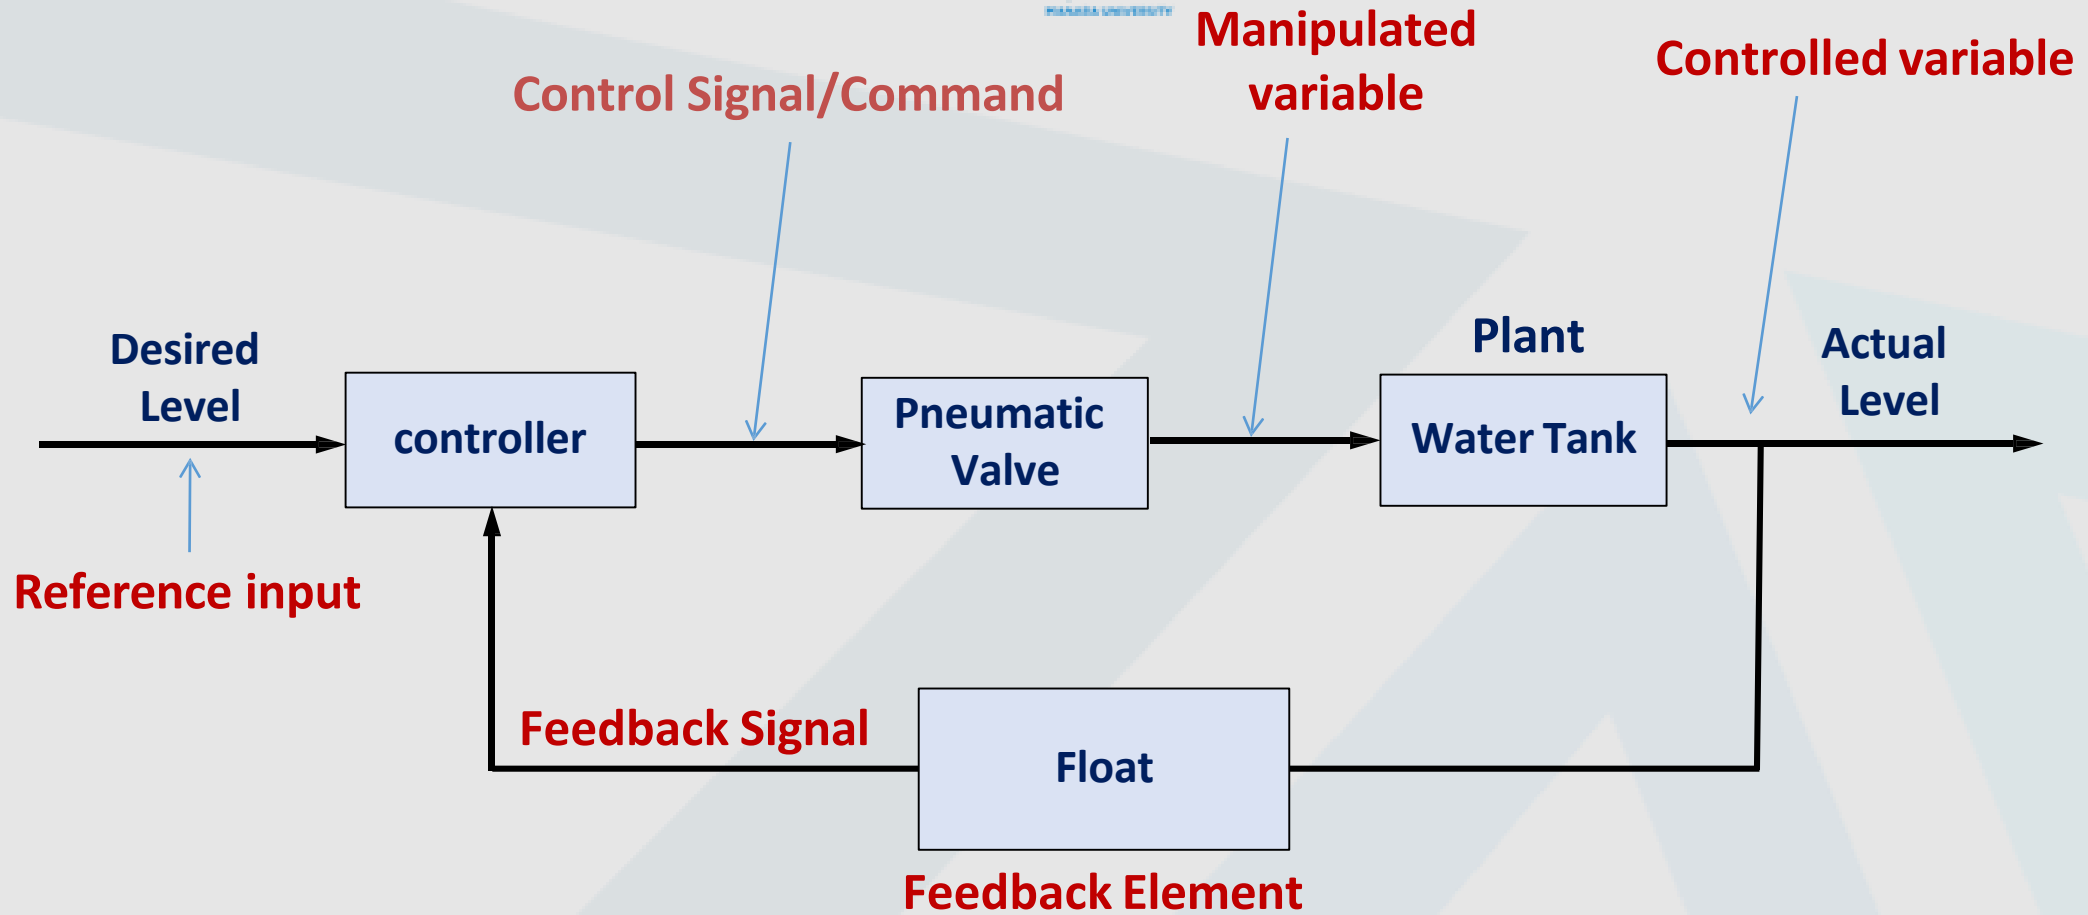 Manipulated
variable
Controlled variable
Control Signal/Command
Desired
Level
controller
Pneumatic
Valve
Plant
Water Tank
Actual
Level
Reference input
Feedback Signal
Float
Feedback Element